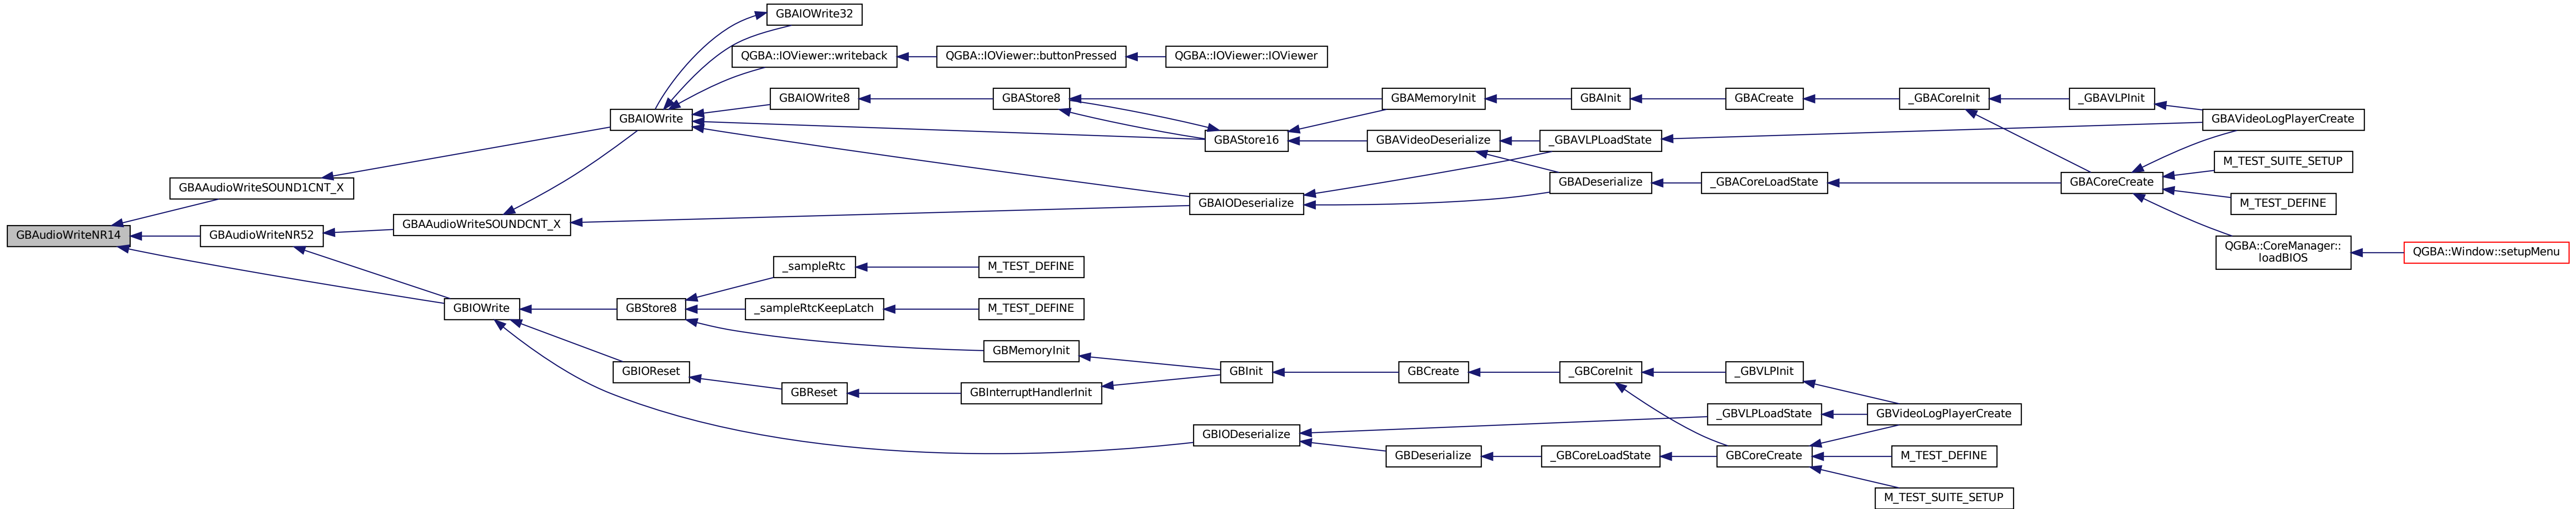 GBAIOWrite32
QGBA::IOViewer::writeback
QGBA::IOViewer::buttonPressed
QGBA::IOViewer::IOViewer
GBAIOWrite
GBAIOWrite8
GBAStore8
GBAMemoryInit
GBAInit
GBACreate
_GBACoreInit
_GBAVLPInit
GBAVideoLogPlayerCreate
GBAStore16
GBAVideoDeserialize
_GBAVLPLoadState
M_TEST_SUITE_SETUP
GBAAudioWriteSOUND1CNT_X
GBADeserialize
_GBACoreLoadState
GBACoreCreate
GBAIODeserialize
M_TEST_DEFINE
GBAudioWriteNR14
GBAudioWriteNR52
GBAAudioWriteSOUNDCNT_X
QGBA::CoreManager::
loadBIOS
QGBA::Window::setupMenu
_sampleRtc
M_TEST_DEFINE
GBIOWrite
GBStore8
_sampleRtcKeepLatch
M_TEST_DEFINE
GBMemoryInit
GBIOReset
GBReset
GBInterruptHandlerInit
GBInit
GBCreate
_GBCoreInit
_GBVLPInit
_GBVLPLoadState
GBVideoLogPlayerCreate
GBIODeserialize
GBDeserialize
_GBCoreLoadState
GBCoreCreate
M_TEST_DEFINE
M_TEST_SUITE_SETUP